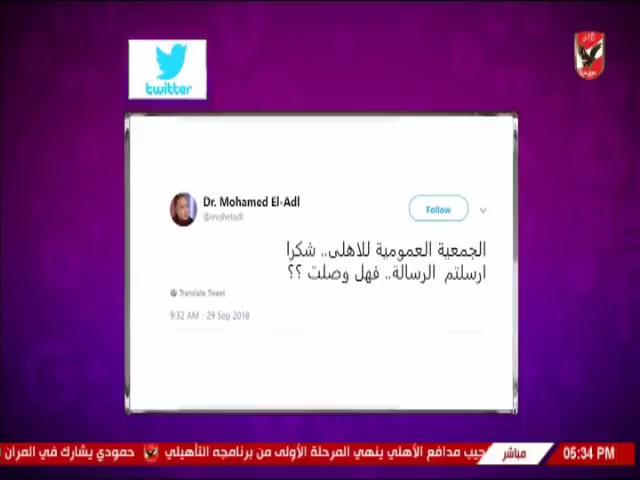 twitter
Dr. Mohamed El-Adl
@moheladl
Follow
الجمعية العمومية للاهلى.. شكرا
ارسلتم الرسالة.. فهل وصلت ؟؟
Translate Tweet
9:32 AM - 29 Sep 2018
05:34 PM
مباشر
جيب مدافع الأهلي ينهي المرحلة الأولى من برنامجه التأهيلي
حمودي يشارك في المران